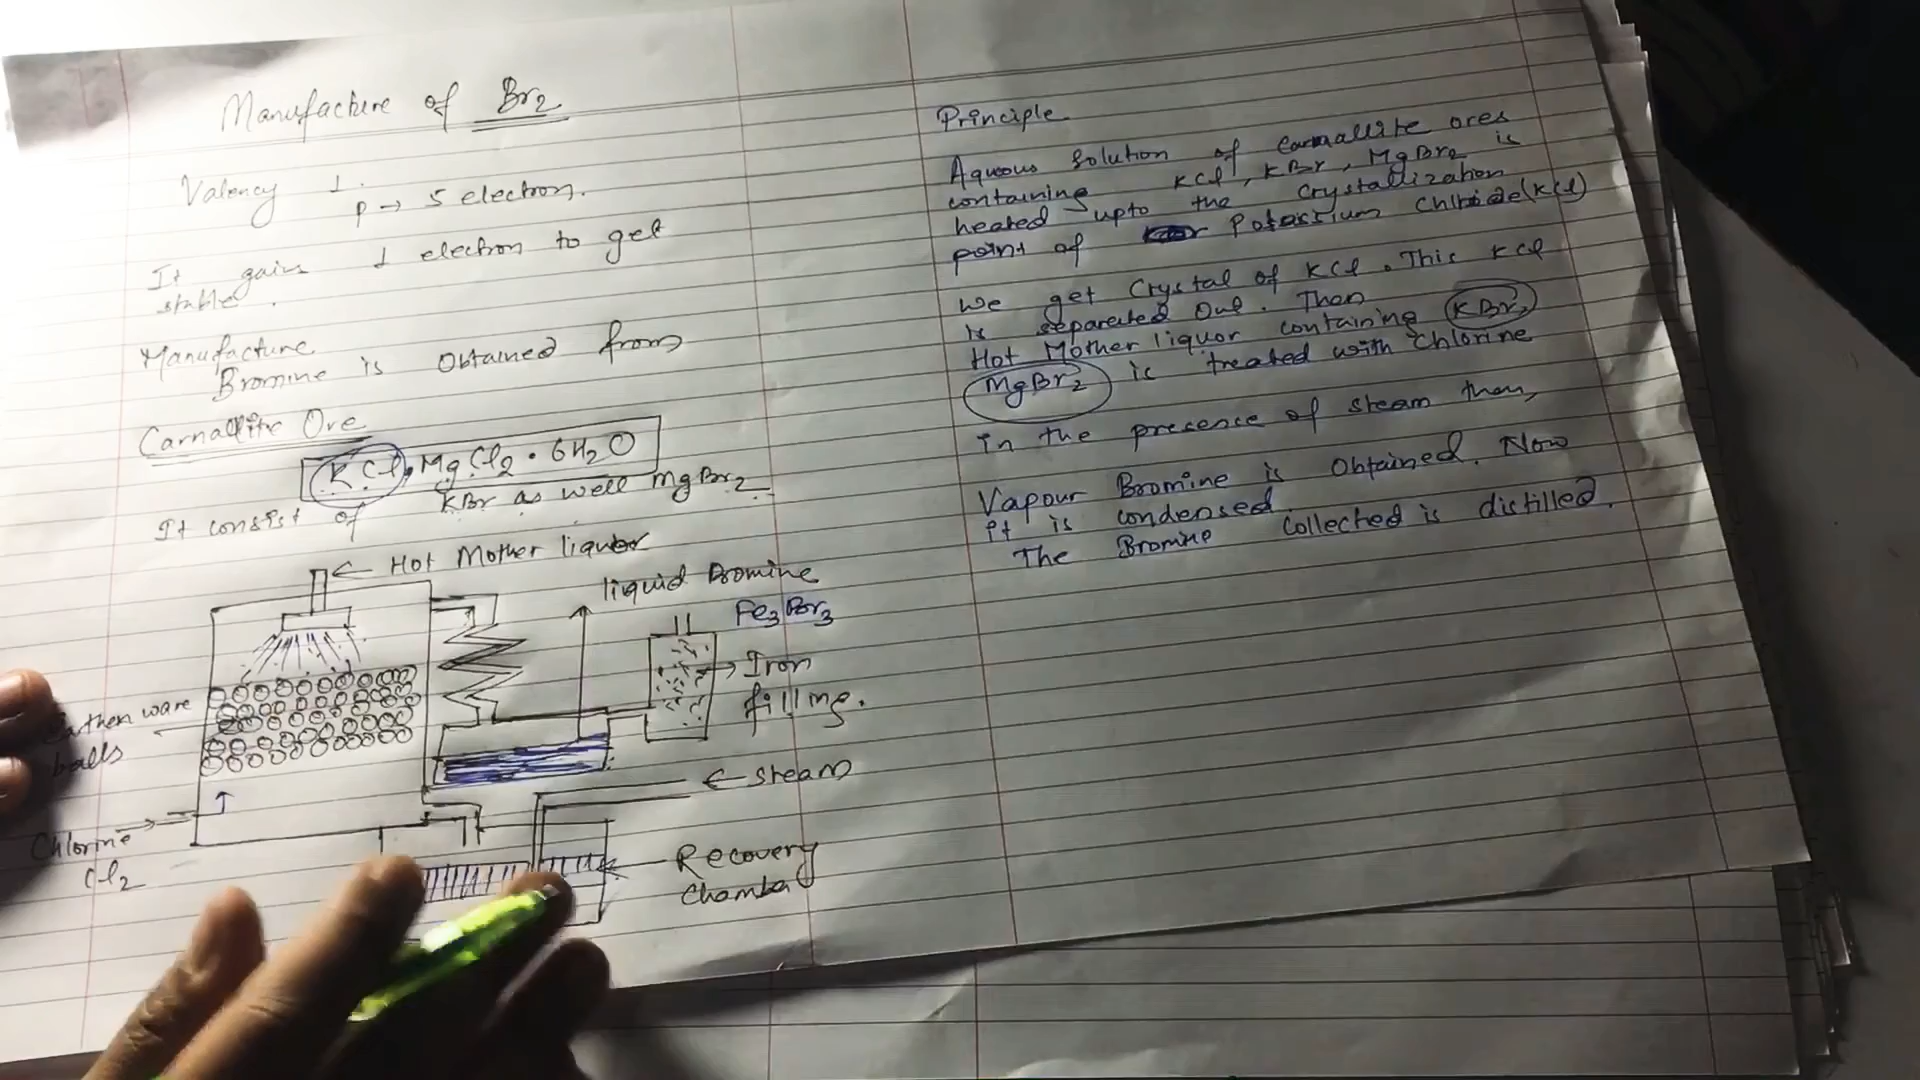 Manufacture of Br2
Valency 1.
p → 5 electron.
It gains 1 electron to get
stable.
Manufacture
Bromine is Obtained from
Carnallite Ore
KCl.MgCl2.6H2O
It consist of KBr as well MgBr2
← Hot Mother liquor
liquid Bromine
Fe3Br3
→ Iron
filling.
Earthen ware
balls
← Steam
Chlorine
Cl2
Recovery
Chamber
Principle
Aqueous Solution of Carnallite ores
containing KCl, KBr, MgBr2 is
heated upto the Crystallization
point of Potassium Chloride(KCl)
We get Crystal of KCl. This KCl
is separated Out. Then
Hot Mother liquor containing KBr,
MgBr2 is treated with Chlorine
in the presence of steam then,
Vapour Bromine is Obtained. Now
it is condensed.
The Bromine Collected is distilled.